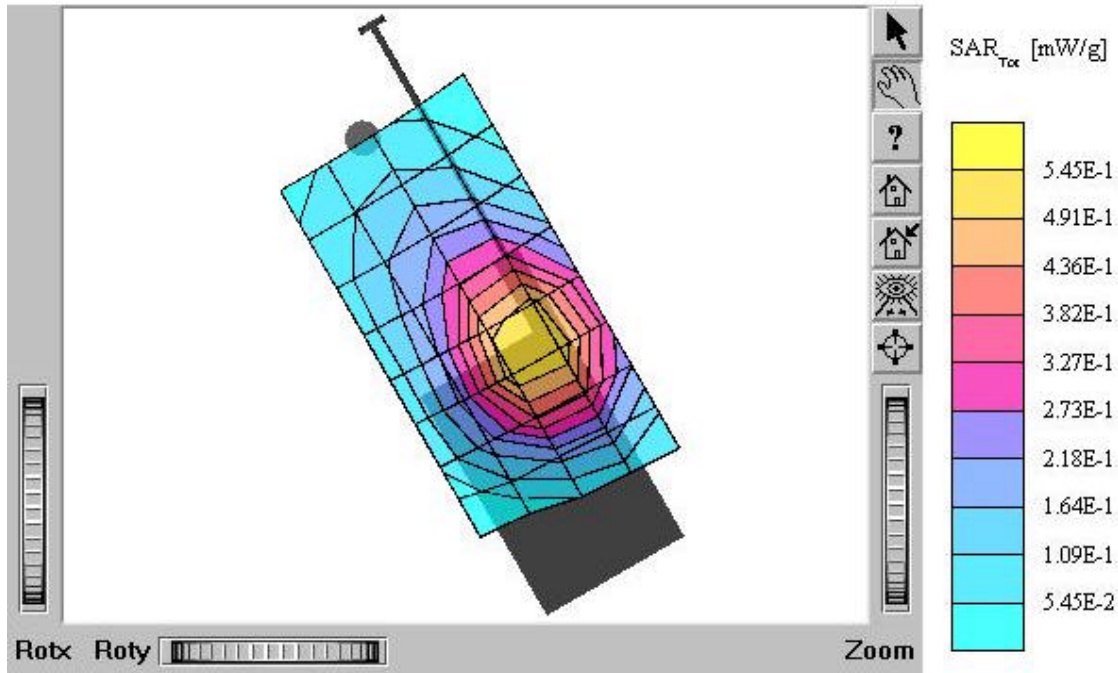 SAR_Tot [mW/g]
?
5.45E-1
4.91E-1
4.36E-1
3.82E-1
3.27E-1
2.73E-1
2.18E-1
1.64E-1
1.09E-1
5.45E-2
Rotx Roty Zoom